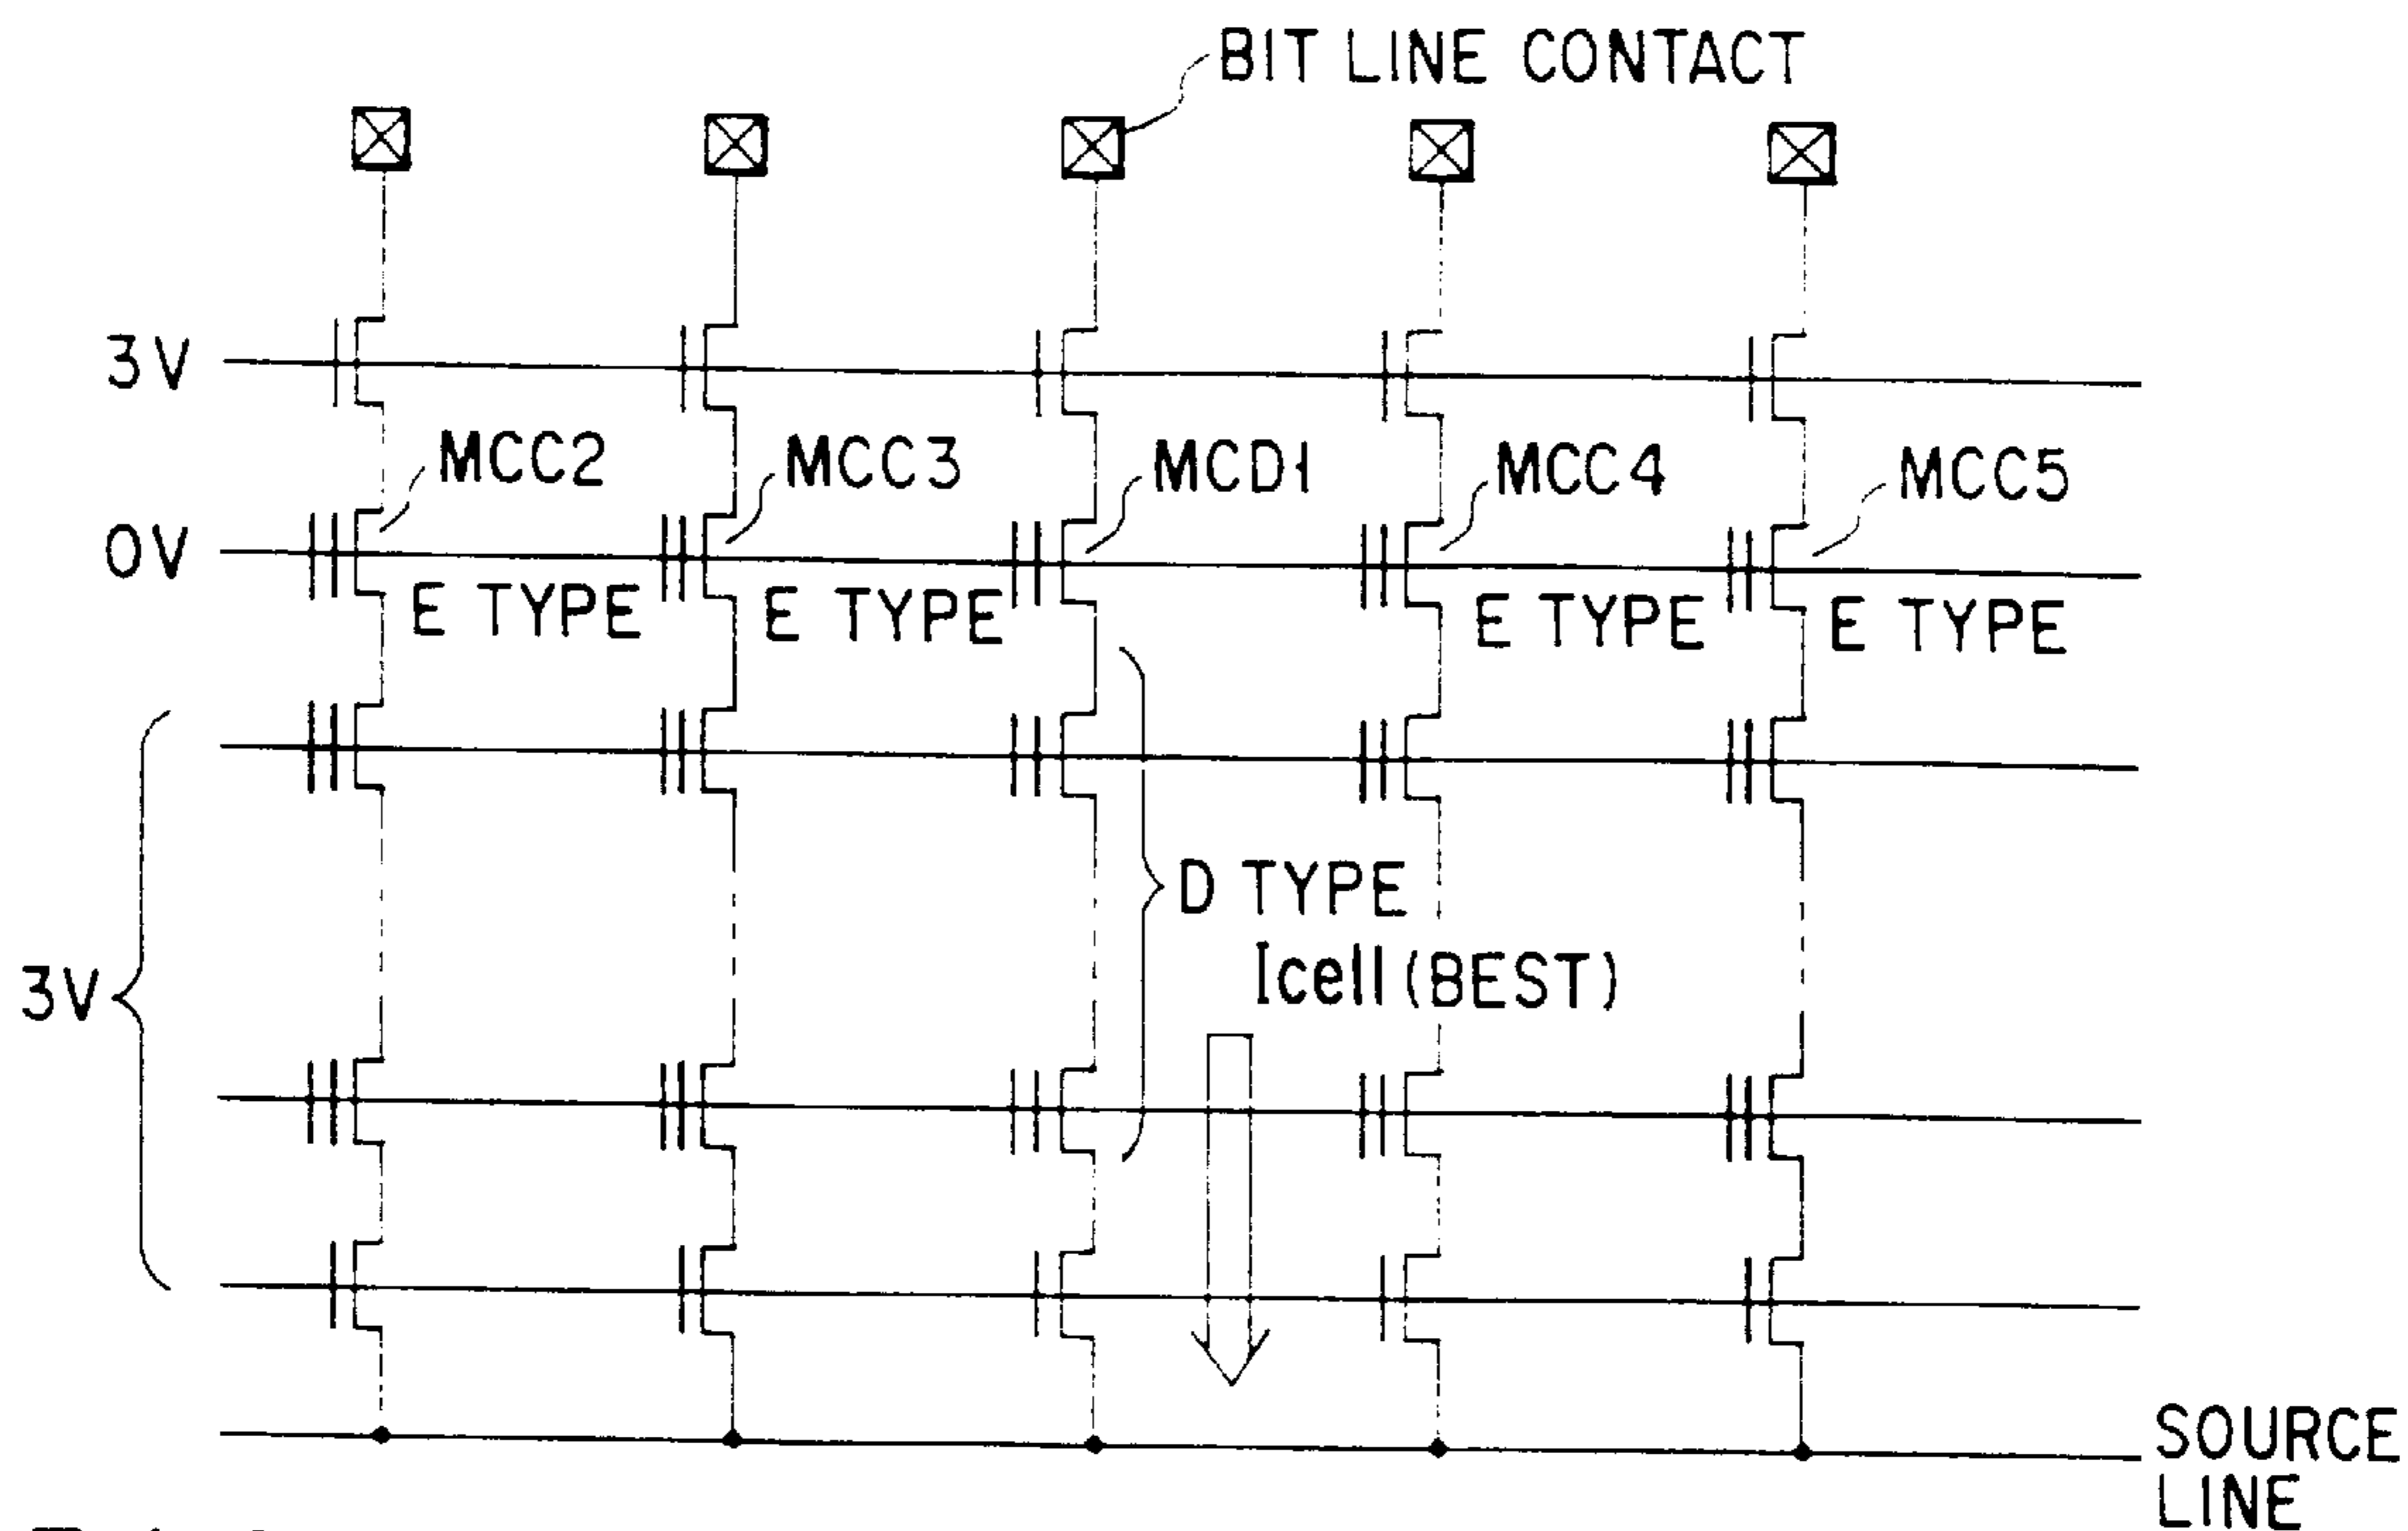 BIT LINE CONTACT
3V
MCC2
MCC3
MCD1
MCC4
MCC5
0V
E TYPE
E TYPE
E TYPE
E TYPE
D TYPE
3V
Icell (BEST)
SOURCE
LINE